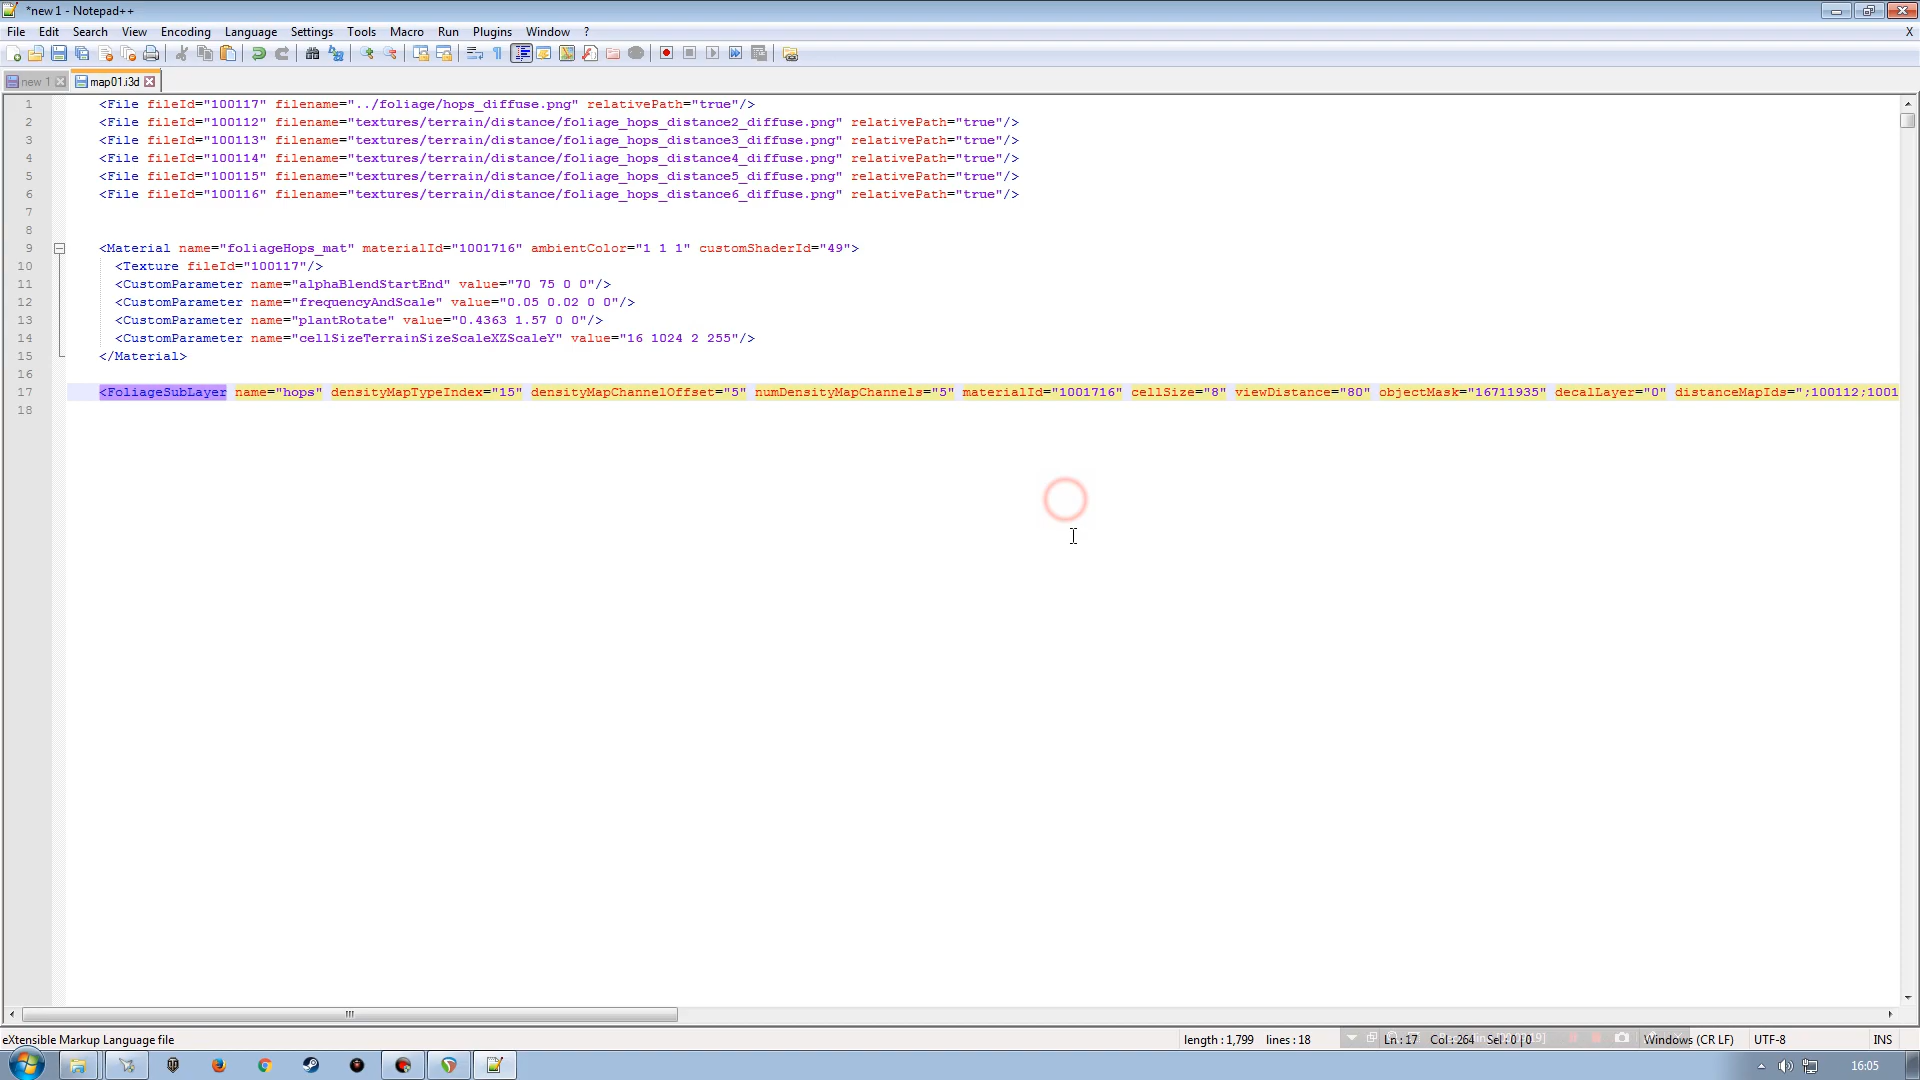 *new 1 - Notepad++
File Edit Search View Encoding Language Settings Tools Macro Run Plugins Window ? X
new 1 map01.i3d
1 <File fileId="100117" filename="../foliage/hops_diffuse.png" relativePath="true"/>
2 <File fileId="100112" filename="textures/terrain/distance/foliage_hops_distance2_diffuse.png" relativePath="true"/>
3 <File fileId="100113" filename="textures/terrain/distance/foliage_hops_distance3_diffuse.png" relativePath="true"/>
4 <File fileId="100114" filename="textures/terrain/distance/foliage_hops_distance4_diffuse.png" relativePath="true"/>
5 <File fileId="100115" filename="textures/terrain/distance/foliage_hops_distance5_diffuse.png" relativePath="true"/>
6 <File fileId="100116" filename="textures/terrain/distance/foliage_hops_distance6_diffuse.png" relativePath="true"/>
7
8
9 <Material name="foliageHops_mat" materialId="1001716" ambientColor="1 1 1" customShaderId="49">
10 <Texture fileId="100117"/>
11 <CustomParameter name="alphaBlendStartEnd" value="70 75 0 0"/>
12 <CustomParameter name="frequencyAndScale" value="0.05 0.02 0 0"/>
13 <CustomParameter name="plantRotate" value="0.4363 1.57 0 0"/>
14 <CustomParameter name="cellSizeTerrainSizeScaleXZScaleY" value="16 1024 2 255"/>
15 </Material>
16
17 <FoliageSubLayer name="hops" densityMapTypeIndex="15" densityMapChannelOffset="5" numDensityMapChannels="5" materialId="1001716" cellSize="8" viewDistance="80" objectMask="16711935" decalLayer="0" distanceMapIds=";100112;1001
18
eXtensible Markup Language file length : 1,799 lines : 18 Ln : 17 Col : 264 Sel : 0 | 0 Windows (CR LF) UTF-8 INS
16:05